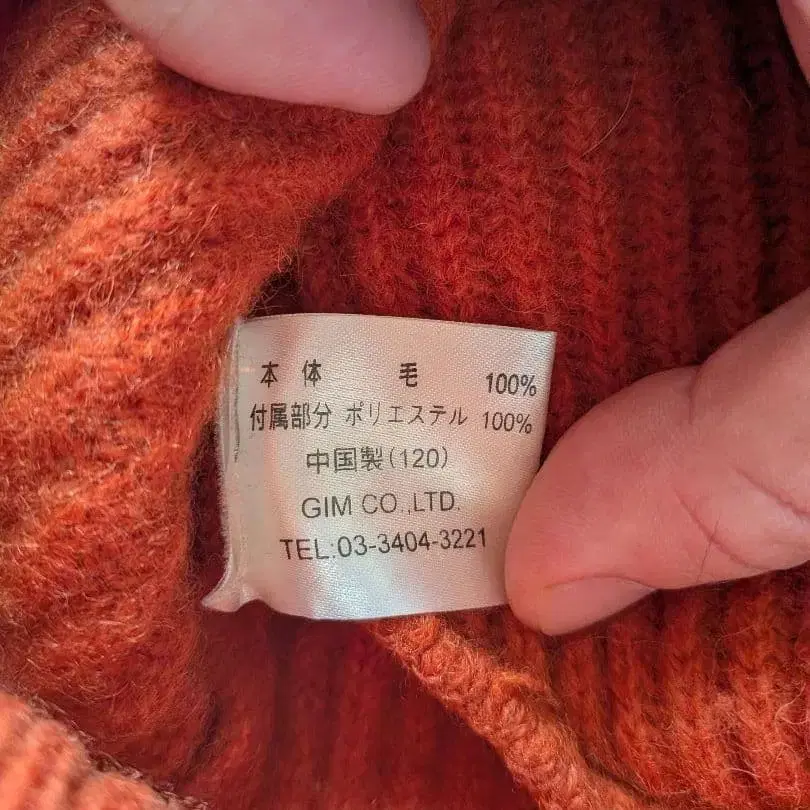 本体 毛 100%
付属部分 ポリエステル 100%
中国製(120)
GIM CO.,LTD.
TEL:03-3404-3221